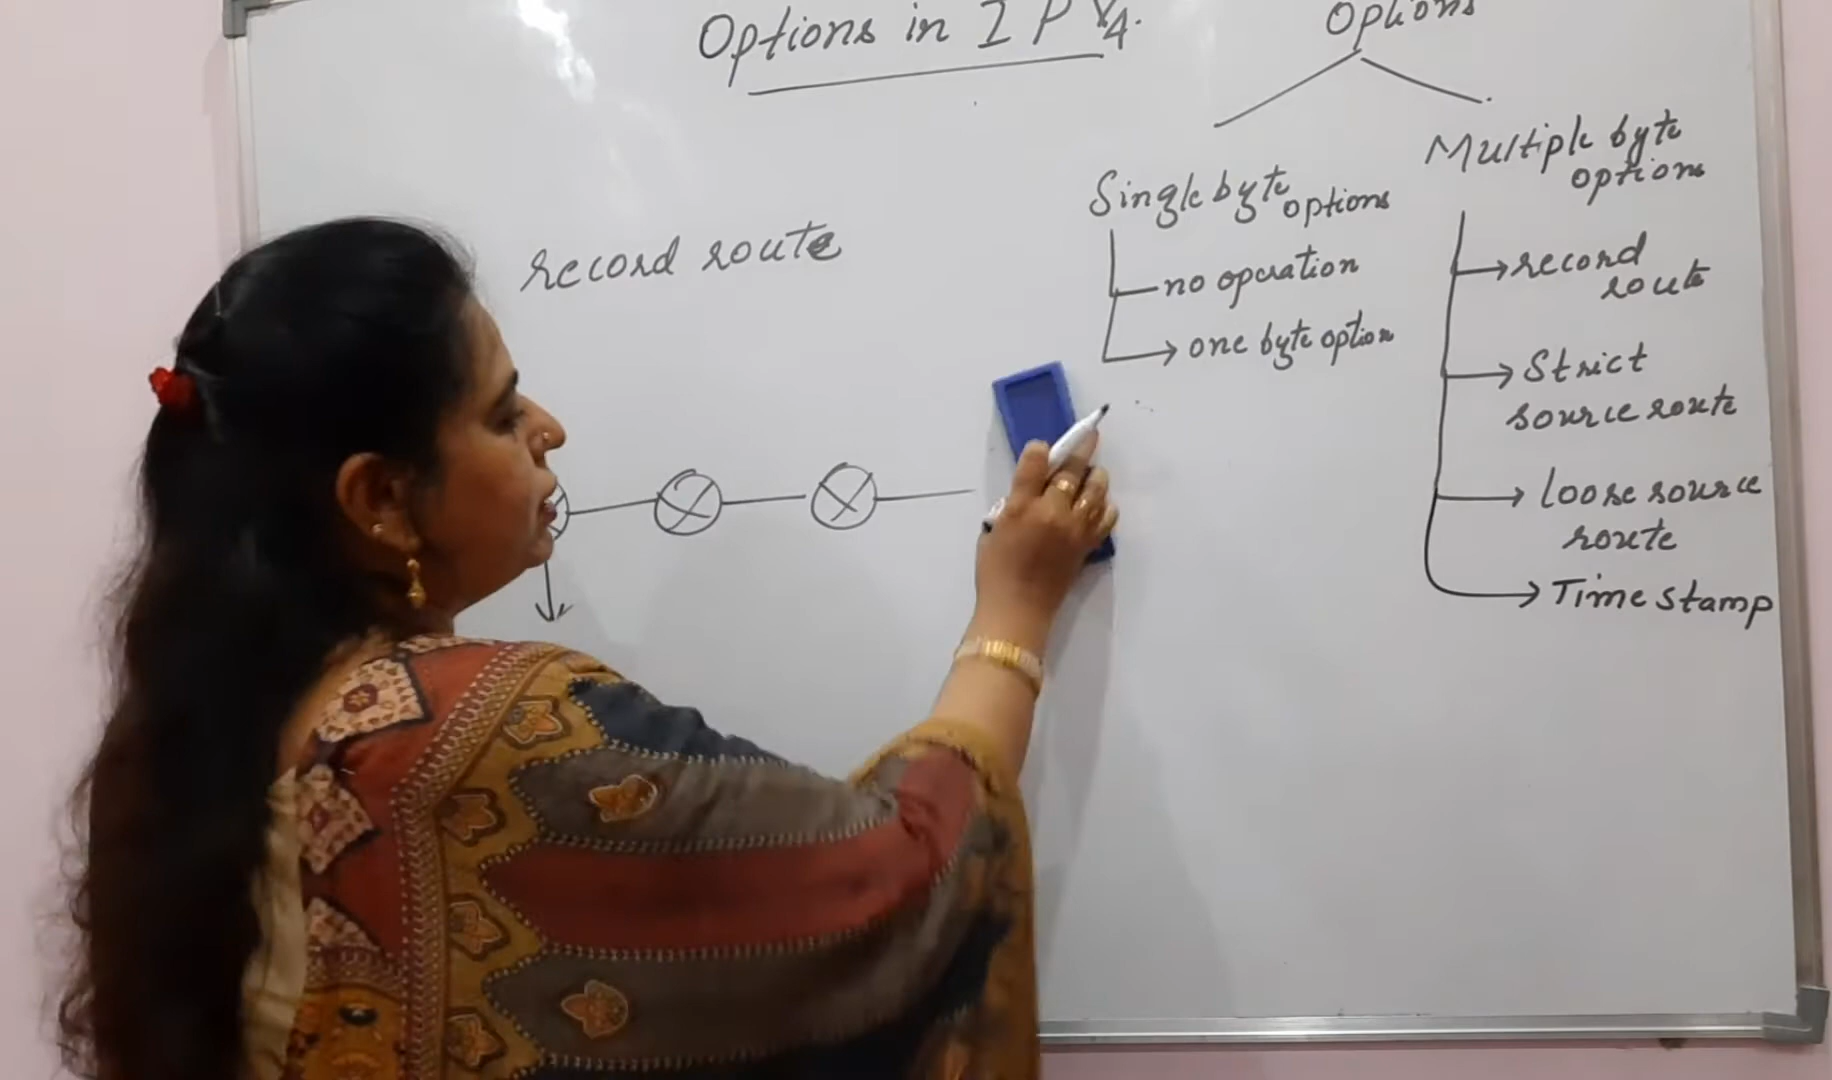 Options in IPV4.
Options
Single byte options
no operation
one byte option
Multiple byte
options
record
route
Strict
source route
loose source
route
Time stamp
record route